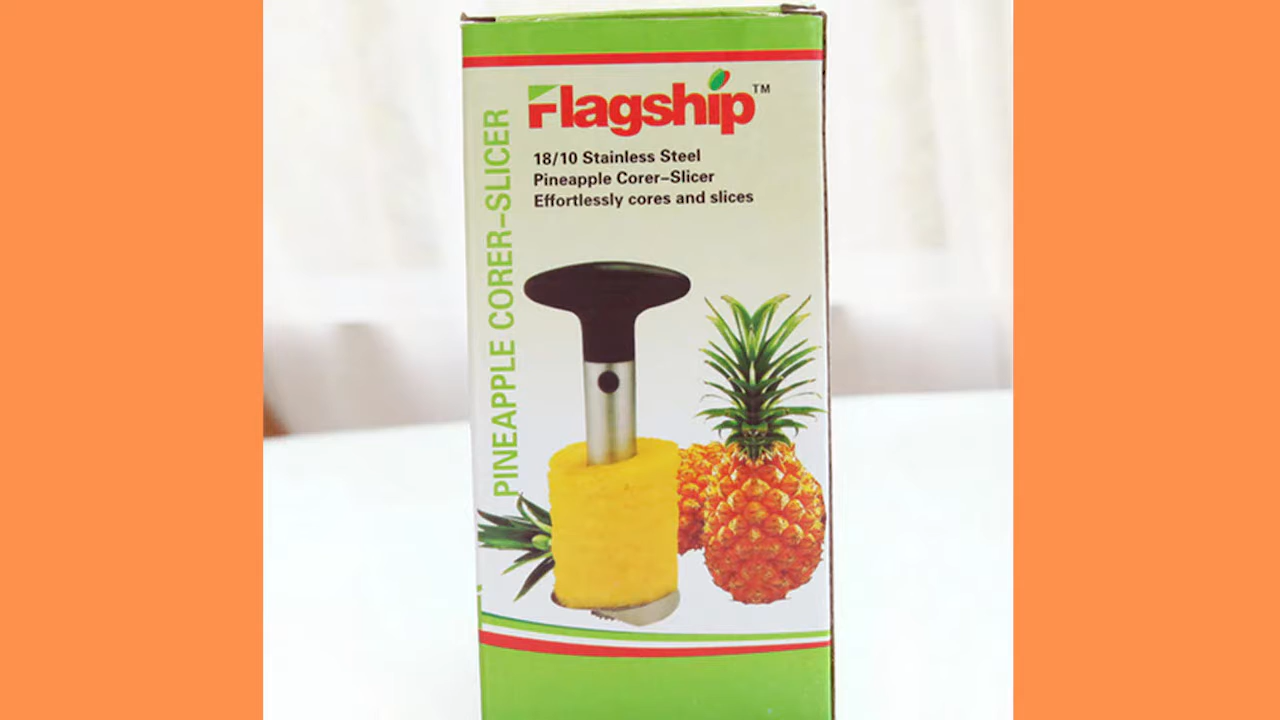 Flagship™
18/10 Stainless Steel
Pineapple Corer-Slicer
Effortlessly cores and slices
PINEAPPLE CORER-SLICER